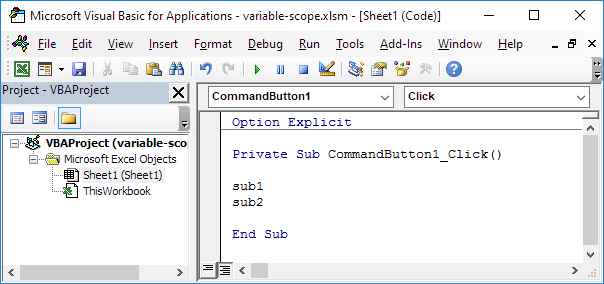 Microsoft Visual Basic for Applications - variable-scope.xlsm - [Sheet1 (Code)]
File Edit View Insert Format Debug Run Tools Add-Ins Window Help
Project - VBAProject
VBAProject (variable-sco
Microsoft Excel Objects
Sheet1 (Sheet1)
ThisWorkbook
CommandButton1 Click
Option Explicit
Private Sub CommandButton1_Click()
sub1
sub2
End Sub